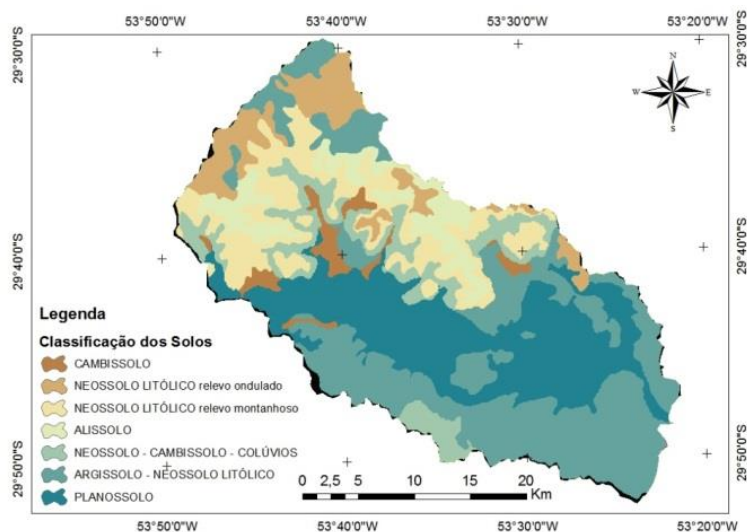 53°50'0"O 53°40'0"O 53°30'0"O 53°20'0"O
29°30'0"S 29°30'0"S
N
W E
S
29°40'0"S 29°40'0"S
Legenda
Classificação dos Solos
CAMBISSOLO
NEOSSOLO LITÓLICO relevo ondulado
NEOSSOLO LITÓLICO relevo montanhoso
ALISSOLO
NEOSSOLO - CAMBISSOLO - COLÚVIOS
ARGISSOLO - NEOSSOLO LITÓLICO
PLANOSSOLO
29°50'0"S 29°50'0"S
0 2,5 5 10 15 20
Km
53°50'0"O 53°40'0"O 53°30'0"O 53°20'0"O